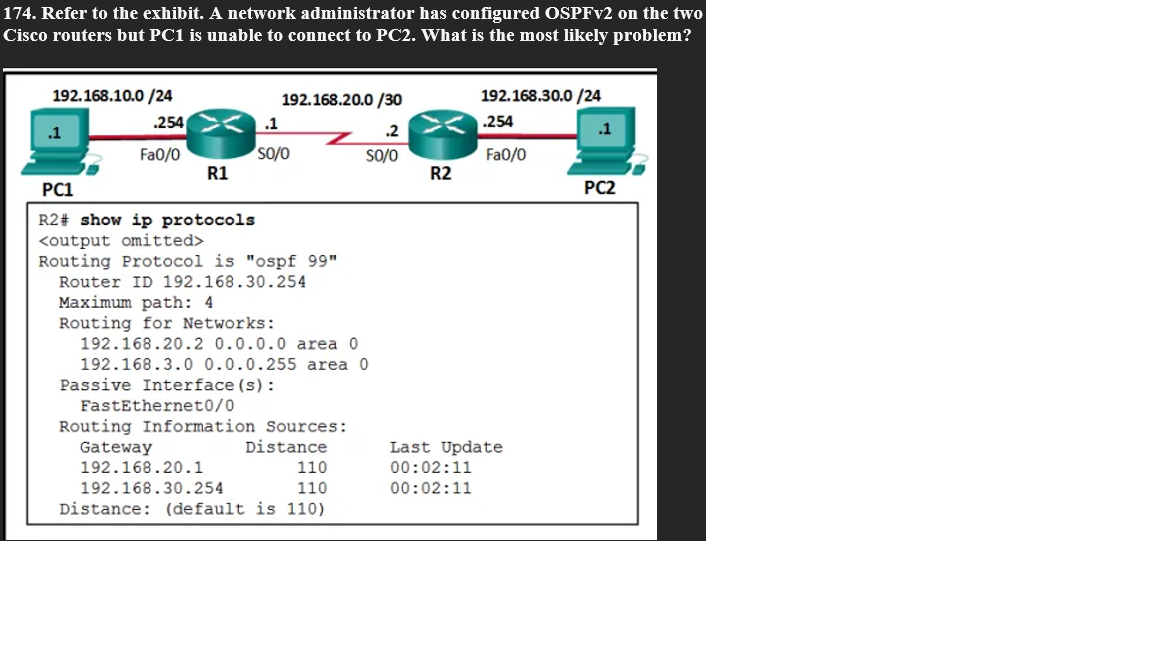 174. Refer to the exhibit. A network administrator has configured OSPFv2 on the two
Cisco routers but PC1 is unable to connect to PC2. What is the most likely problem?
192.168.10.0 /24
192.168.20.0 /30
192.168.30.0 /24
.1
.254
.1
.2
.254
.1
Fa0/0
S0/0
S0/0
Fa0/0
R1
R2
PC1
PC2
R2# show ip protocols
<output omitted>
Routing Protocol is "ospf 99"
Router ID 192.168.30.254
Maximum path: 4
Routing for Networks:
192.168.20.2 0.0.0.0 area 0
192.168.3.0 0.0.0.255 area 0
Passive Interface(s):
FastEthernet0/0
Routing Information Sources:
Gateway Distance Last Update
192.168.20.1 110 00:02:11
192.168.30.254 110 00:02:11
Distance: (default is 110)